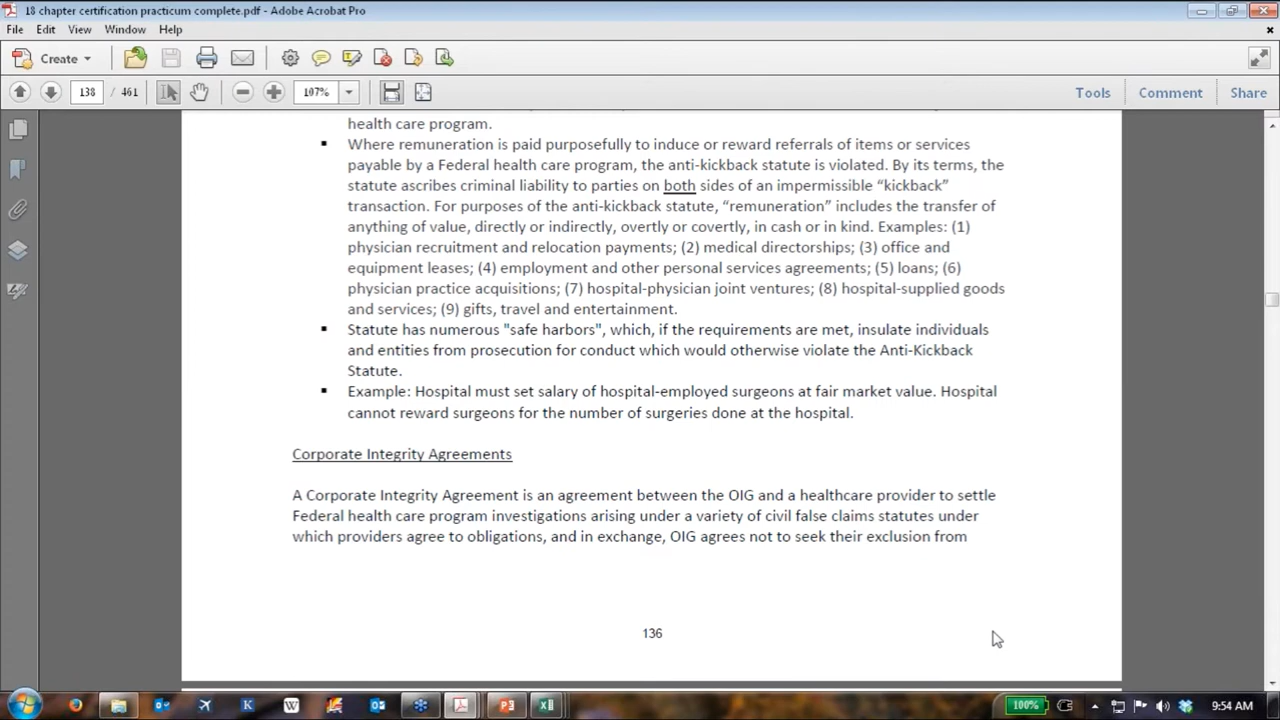 18 chapter certification practicum complete.pdf - Adobe Acrobat Pro
File Edit View Window Help
Create
138 / 461 107% Tools Comment Share
health care program.
Where remuneration is paid purposefully to induce or reward referrals of items or services
payable by a Federal health care program, the anti-kickback statute is violated. By its terms, the
statute ascribes criminal liability to parties on both sides of an impermissible “kickback”
transaction. For purposes of the anti-kickback statute, “remuneration” includes the transfer of
anything of value, directly or indirectly, overtly or covertly, in cash or in kind. Examples: (1)
physician recruitment and relocation payments; (2) medical directorships; (3) office and
equipment leases; (4) employment and other personal services agreements; (5) loans; (6)
physician practice acquisitions; (7) hospital-physician joint ventures; (8) hospital-supplied goods
and services; (9) gifts, travel and entertainment.
Statute has numerous "safe harbors", which, if the requirements are met, insulate individuals
and entities from prosecution for conduct which would otherwise violate the Anti-Kickback
Statute.
Example: Hospital must set salary of hospital-employed surgeons at fair market value. Hospital
cannot reward surgeons for the number of surgeries done at the hospital.
Corporate Integrity Agreements
A Corporate Integrity Agreement is an agreement between the OIG and a healthcare provider to settle
Federal health care program investigations arising under a variety of civil false claims statutes under
which providers agree to obligations, and in exchange, OIG agrees not to seek their exclusion from
136
100% 9:54 AM